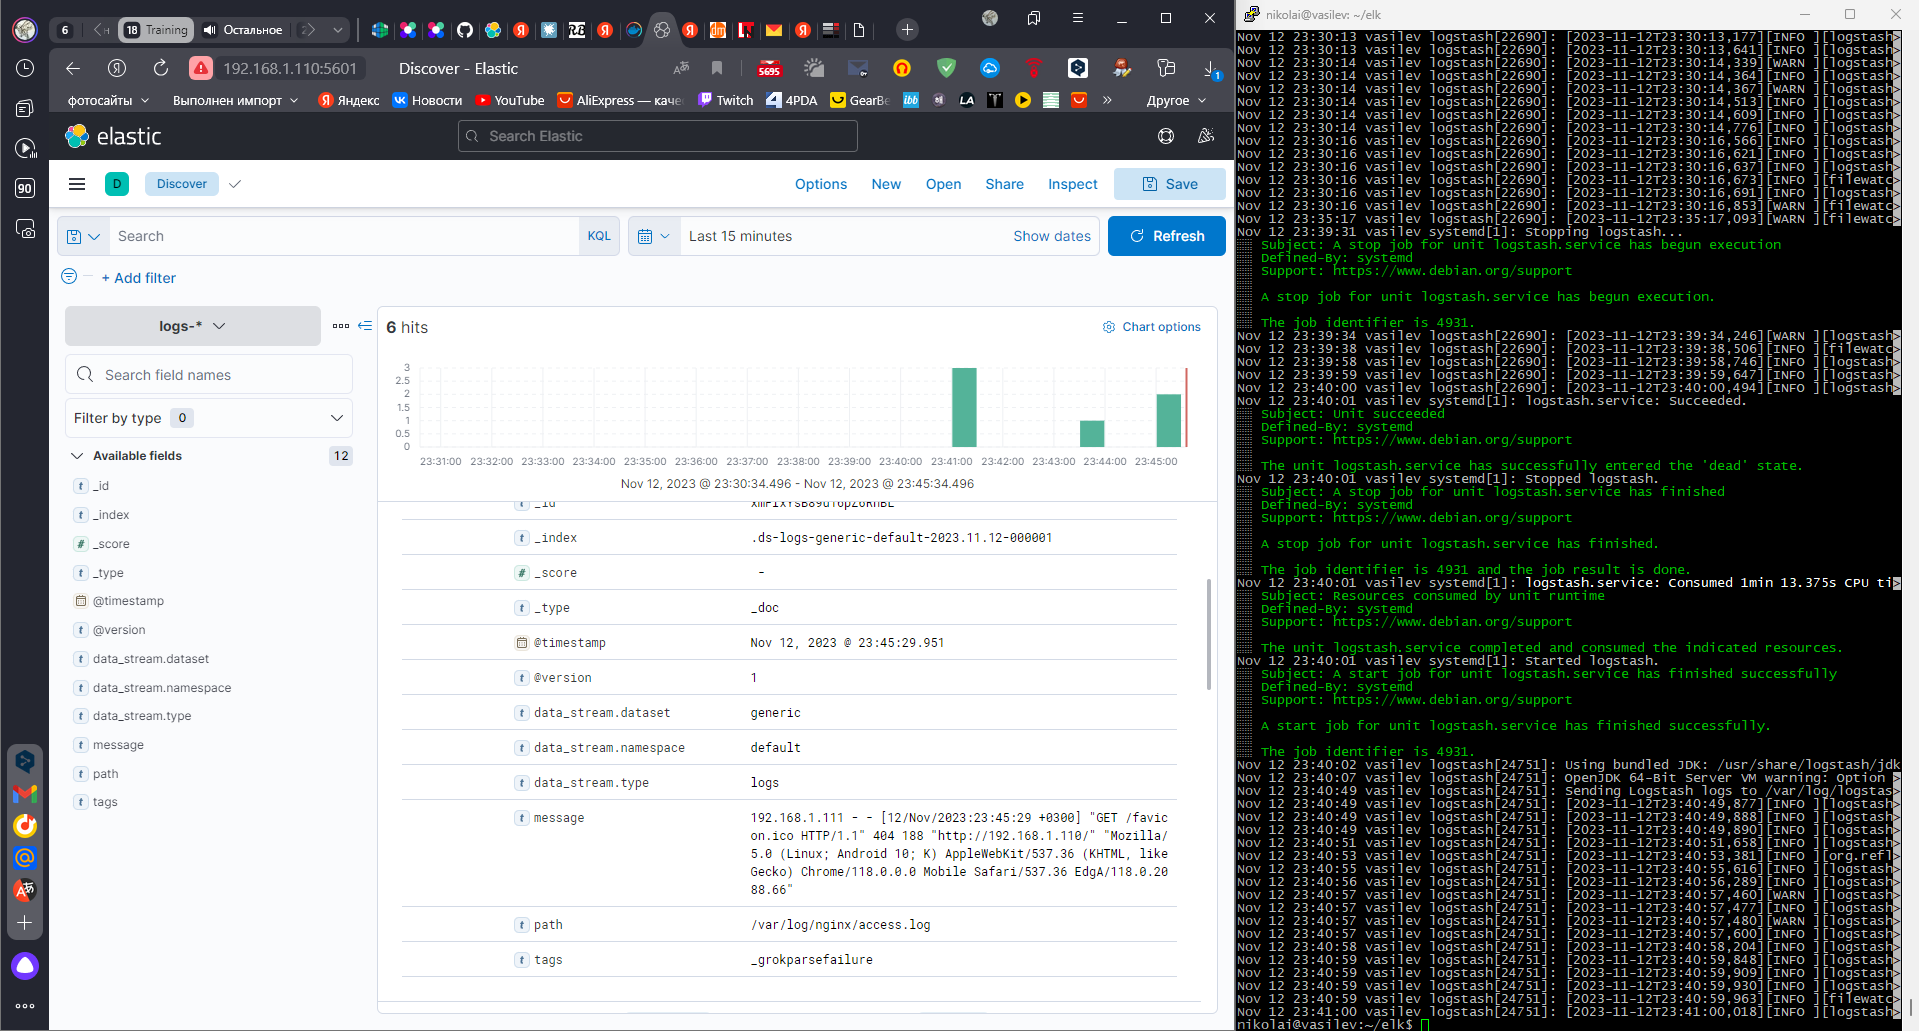 6
18 Training
Остальное
2
192.168.1.110:5601
Discover - Elastic
5695
1
фотосайты
Выполнен импорт
Яндекс
Новости
YouTube
AliExpress — каче
Twitch
4PDA
GearBe
ibb
LA
»
Другое
90
elastic
Search Elastic
D
Discover
Options
New
Open
Share
Inspect
Save
Search
KQL
Last 15 minutes
Show dates
Refresh
+ Add filter
logs-*
Search field names
Filter by type 0
Available fields 12
t _id
t _index
# _score
t _type
@timestamp
t @version
t data_stream.dataset
t data_stream.namespace
t data_stream.type
t message
t path
t tags
6 hits
Chart options
3
2.5
2
1.5
1
0.5
0
23:31:00 23:32:00 23:33:00 23:34:00 23:35:00 23:36:00 23:37:00 23:38:00 23:39:00 23:40:00 23:41:00 23:42:00 23:43:00 23:44:00 23:45:00
Nov 12, 2023 @ 23:30:34.496 - Nov 12, 2023 @ 23:45:34.496
t _id
t _index .ds-logs-generic-default-2023.11.12-000001
# _score -
t _type _doc
@timestamp Nov 12, 2023 @ 23:45:29.951
t @version 1
t data_stream.dataset generic
t data_stream.namespace default
t data_stream.type logs
t message 192.168.1.111 - - [12/Nov/2023:23:45:29 +0300] "GET /favic
on.ico HTTP/1.1" 404 188 "http://192.168.1.110/" "Mozilla/
5.0 (Linux; Android 10; K) AppleWebKit/537.36 (KHTML, like
Gecko) Chrome/118.0.0.0 Mobile Safari/537.36 EdgA/118.0.20
88.66"
t path /var/log/nginx/access.log
t tags _grokparsefailure
nikolai@vasilev: ~/elk
Nov 12 23:30:13 vasilev logstash[22690]: [2023-11-12T23:30:13,177][INFO ][logstash>
Nov 12 23:30:13 vasilev logstash[22690]: [2023-11-12T23:30:13,641][INFO ][logstash>
Nov 12 23:30:14 vasilev logstash[22690]: [2023-11-12T23:30:14,339][WARN ][logstash>
Nov 12 23:30:14 vasilev logstash[22690]: [2023-11-12T23:30:14,364][INFO ][logstash>
Nov 12 23:30:14 vasilev logstash[22690]: [2023-11-12T23:30:14,367][WARN ][logstash>
Nov 12 23:30:14 vasilev logstash[22690]: [2023-11-12T23:30:14,513][INFO ][logstash>
Nov 12 23:30:14 vasilev logstash[22690]: [2023-11-12T23:30:14,609][INFO ][logstash>
Nov 12 23:30:14 vasilev logstash[22690]: [2023-11-12T23:30:14,776][INFO ][logstash>
Nov 12 23:30:16 vasilev logstash[22690]: [2023-11-12T23:30:16,566][INFO ][logstash>
Nov 12 23:30:16 vasilev logstash[22690]: [2023-11-12T23:30:16,621][INFO ][logstash>
Nov 12 23:30:16 vasilev logstash[22690]: [2023-11-12T23:30:16,637][INFO ][logstash>
Nov 12 23:30:16 vasilev logstash[22690]: [2023-11-12T23:30:16,673][INFO ][filewatc>
Nov 12 23:30:16 vasilev logstash[22690]: [2023-11-12T23:30:16,691][INFO ][logstash>
Nov 12 23:30:16 vasilev logstash[22690]: [2023-11-12T23:30:16,853][WARN ][filewatc>
Nov 12 23:35:17 vasilev logstash[22690]: [2023-11-12T23:35:17,093][WARN ][filewatc>
Nov 12 23:39:31 vasilev systemd[1]: Stopping logstash...
Subject: A stop job for unit logstash.service has begun execution
Defined-By: systemd
Support: https://www.debian.org/support
A stop job for unit logstash.service has begun execution.
The job identifier is 4931.
Nov 12 23:39:34 vasilev logstash[22690]: [2023-11-12T23:39:34,246][WARN ][logstash>
Nov 12 23:39:38 vasilev logstash[22690]: [2023-11-12T23:39:38,506][INFO ][filewatc>
Nov 12 23:39:58 vasilev logstash[22690]: [2023-11-12T23:39:58,746][INFO ][logstash>
Nov 12 23:39:59 vasilev logstash[22690]: [2023-11-12T23:39:59,647][INFO ][logstash>
Nov 12 23:40:00 vasilev logstash[22690]: [2023-11-12T23:40:00,494][INFO ][logstash>
Nov 12 23:40:01 vasilev systemd[1]: logstash.service: Succeeded.
Subject: Unit succeeded
Defined-By: systemd
Support: https://www.debian.org/support
The unit logstash.service has successfully entered the 'dead' state.
Nov 12 23:40:01 vasilev systemd[1]: Stopped logstash.
Subject: A stop job for unit logstash.service has finished
Defined-By: systemd
Support: https://www.debian.org/support
A stop job for unit logstash.service has finished.
The job identifier is 4931 and the job result is done.
Nov 12 23:40:01 vasilev systemd[1]: logstash.service: Consumed 1min 13.375s CPU ti>
Subject: Resources consumed by unit runtime
Defined-By: systemd
Support: https://www.debian.org/support
The unit logstash.service completed and consumed the indicated resources.
Nov 12 23:40:01 vasilev systemd[1]: Started logstash.
Subject: A start job for unit logstash.service has finished successfully
Defined-By: systemd
Support: https://www.debian.org/support
A start job for unit logstash.service has finished successfully.
The job identifier is 4931.
Nov 12 23:40:02 vasilev logstash[24751]: Using bundled JDK: /usr/share/logstash/jdk
Nov 12 23:40:07 vasilev logstash[24751]: OpenJDK 64-Bit Server VM warning: Option >
Nov 12 23:40:49 vasilev logstash[24751]: Sending Logstash logs to /var/log/logstas>
Nov 12 23:40:49 vasilev logstash[24751]: [2023-11-12T23:40:49,877][INFO ][logstash>
Nov 12 23:40:49 vasilev logstash[24751]: [2023-11-12T23:40:49,888][INFO ][logstash>
Nov 12 23:40:49 vasilev logstash[24751]: [2023-11-12T23:40:49,890][INFO ][logstash>
Nov 12 23:40:51 vasilev logstash[24751]: [2023-11-12T23:40:51,658][INFO ][logstash>
Nov 12 23:40:53 vasilev logstash[24751]: [2023-11-12T23:40:53,381][INFO ][org.refl>
Nov 12 23:40:55 vasilev logstash[24751]: [2023-11-12T23:40:55,616][INFO ][logstash>
Nov 12 23:40:56 vasilev logstash[24751]: [2023-11-12T23:40:56,289][INFO ][logstash>
Nov 12 23:40:57 vasilev logstash[24751]: [2023-11-12T23:40:57,460][WARN ][logstash>
Nov 12 23:40:57 vasilev logstash[24751]: [2023-11-12T23:40:57,477][INFO ][logstash>
Nov 12 23:40:57 vasilev logstash[24751]: [2023-11-12T23:40:57,480][WARN ][logstash>
Nov 12 23:40:57 vasilev logstash[24751]: [2023-11-12T23:40:57,600][INFO ][logstash>
Nov 12 23:40:58 vasilev logstash[24751]: [2023-11-12T23:40:58,204][INFO ][logstash>
Nov 12 23:40:59 vasilev logstash[24751]: [2023-11-12T23:40:59,848][INFO ][logstash>
Nov 12 23:40:59 vasilev logstash[24751]: [2023-11-12T23:40:59,909][INFO ][logstash>
Nov 12 23:40:59 vasilev logstash[24751]: [2023-11-12T23:40:59,930][INFO ][logstash>
Nov 12 23:40:59 vasilev logstash[24751]: [2023-11-12T23:40:59,963][INFO ][filewatc>
Nov 12 23:41:00 vasilev logstash[24751]: [2023-11-12T23:41:00,018][INFO ][logstash>
nikolai@vasilev:~/elk$